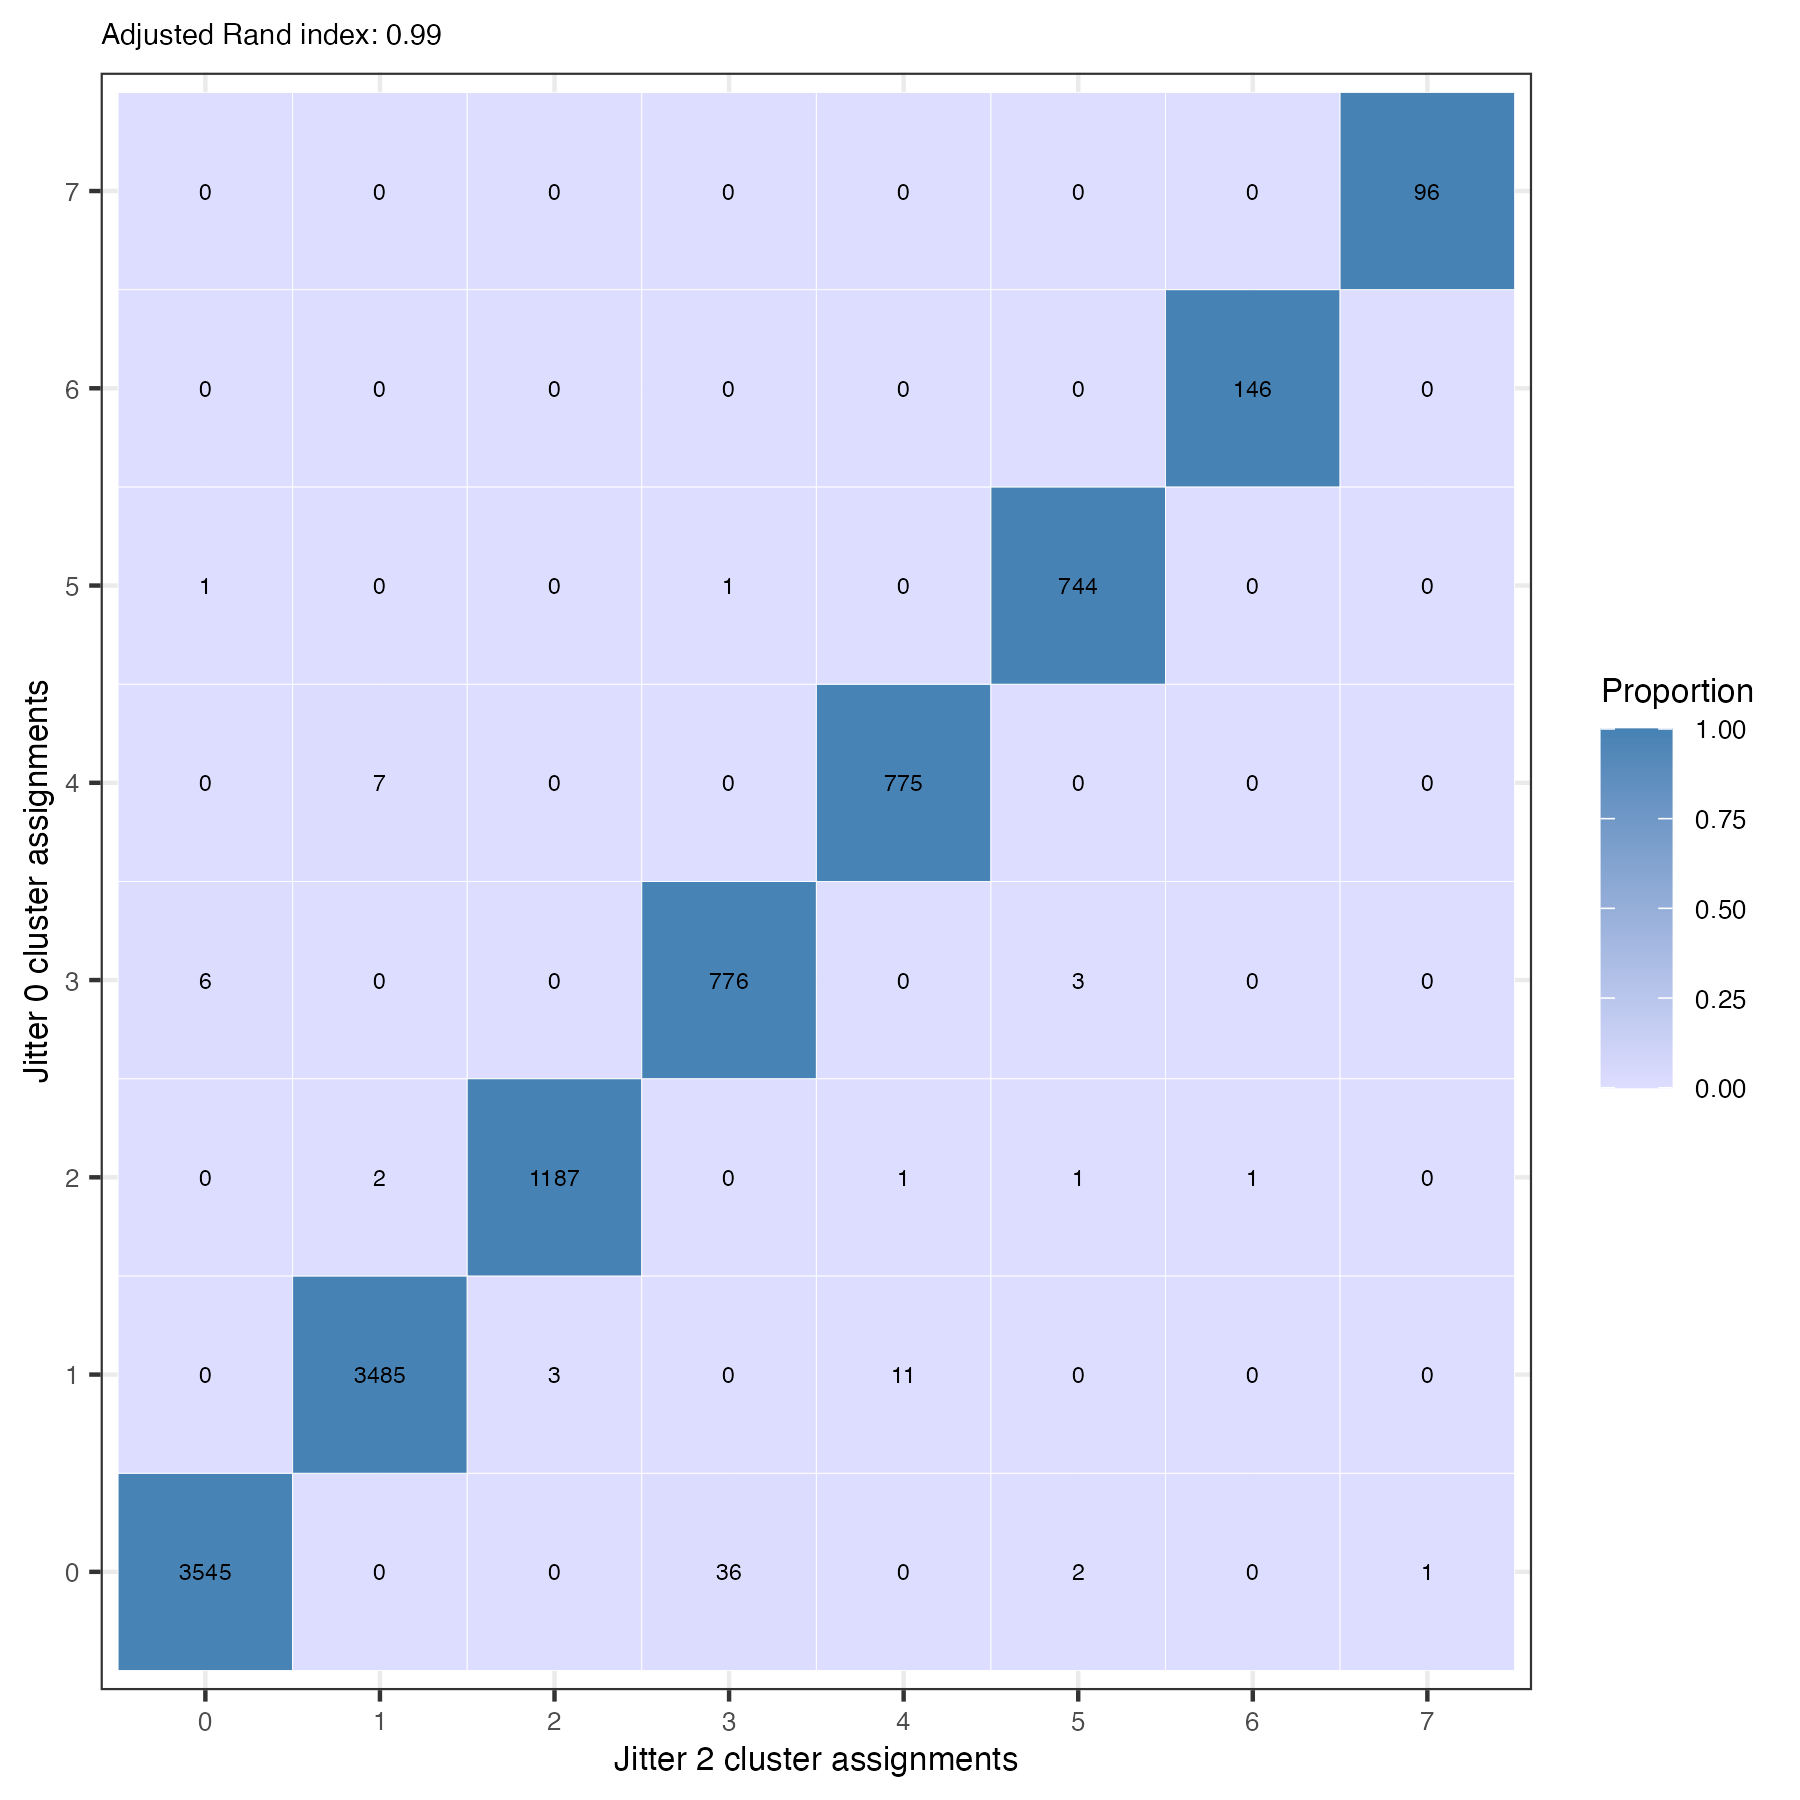 Adjusted Rand index: 0.99
7 0 0 0 0 0 0 0 96
6 0 0 0 0 0 0 146 0
5 1 0 0 1 0 744 0 0
4 0 7 0 0 775 0 0 0
3 6 0 0 776 0 3 0 0
2 0 2 1187 0 1 1 1 0
1 0 3485 3 0 11 0 0 0
0 3545 0 0 36 0 2 0 1
0 1 2 3 4 5 6 7
Jitter 2 cluster assignments
Jitter 0 cluster assignments
Proportion
1.00
0.75
0.50
0.25
0.00